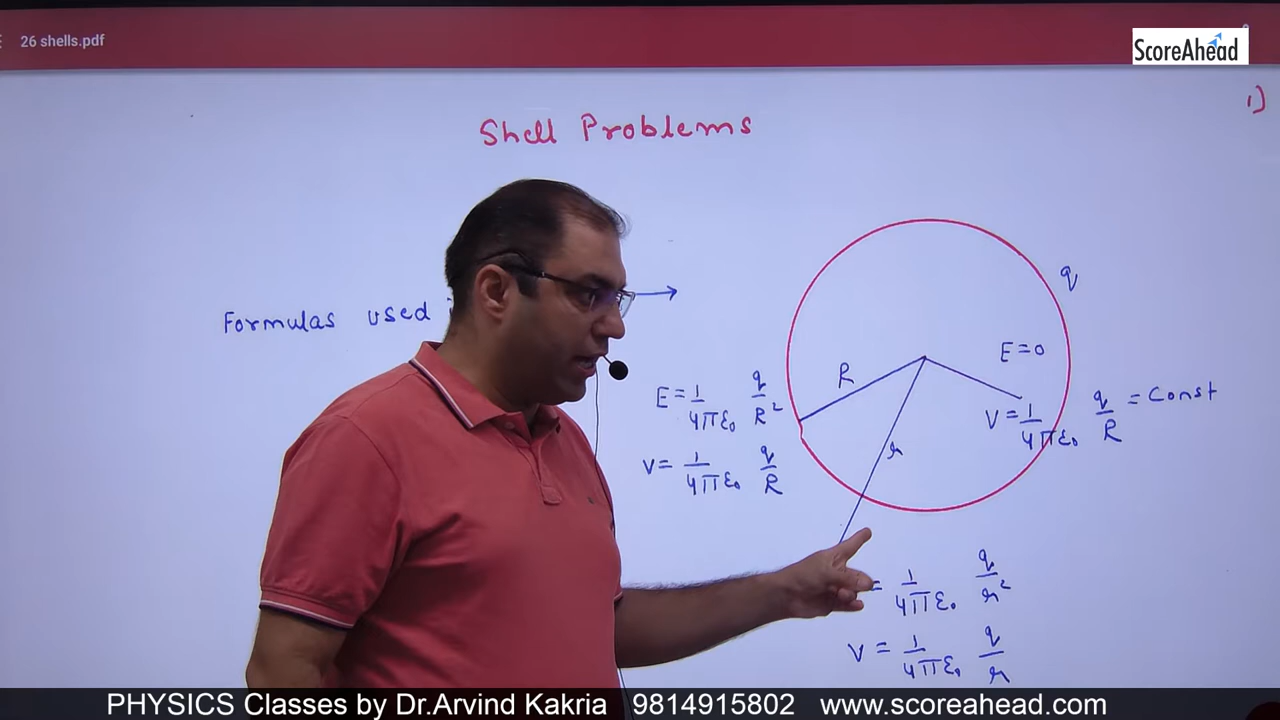 26 shells.pdf
ScoreAhead
1)
Shell Problems
Formulas used
q
E=0
R
E = 1/4πε₀ q/R²
V = 1/4πε₀ q/R = Const
V = 1/4πε₀ q/R
r
= 1/4πε₀ q/r²
V = 1/4πε₀ q/r
PHYSICS Classes by Dr.Arvind Kakria 9814915802 www.scoreahead.com